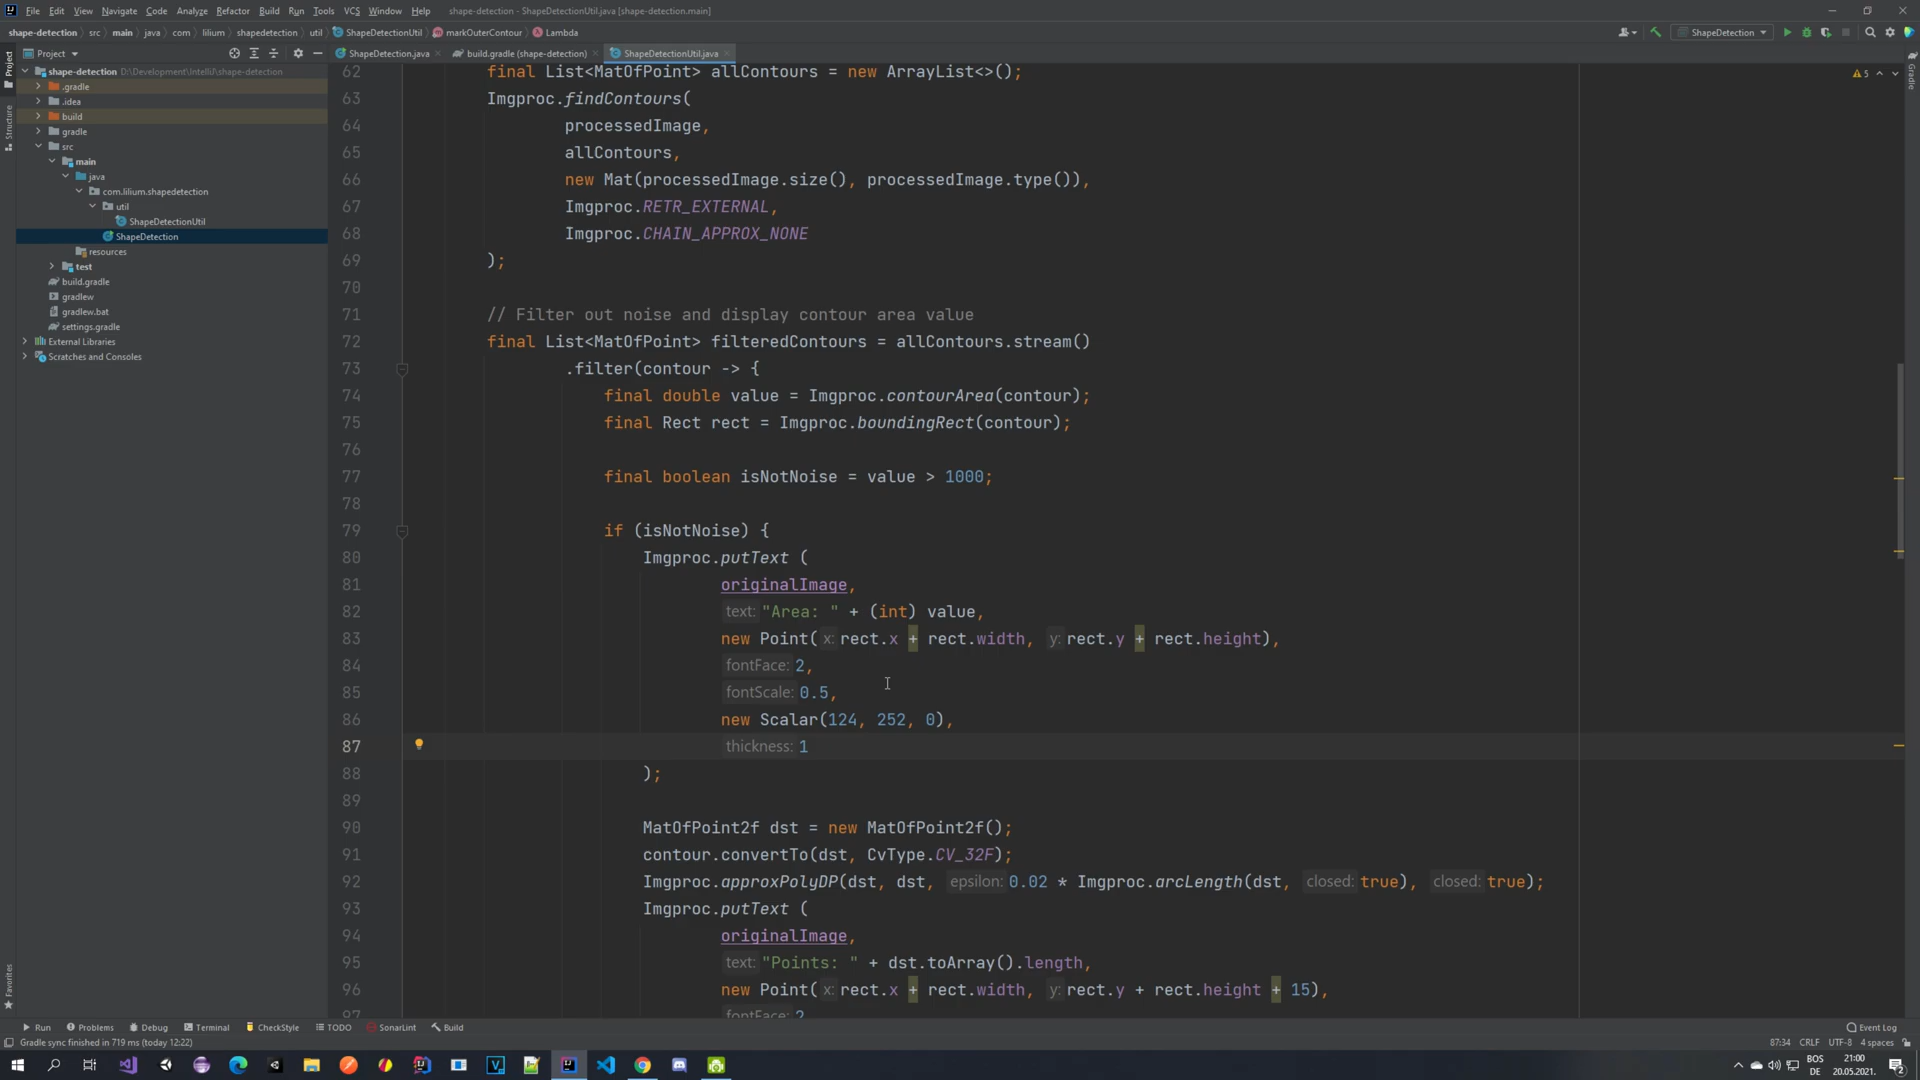 File Edit View Navigate Code Analyze Refactor Build Run Tools VCS Window Help shape-detection - ShapeDetectionUtil.java [shape-detection.main]
shape-detection src main java com lilium shapedetection util ShapeDetectionUtil markOuterContour Lambda ShapeDetection
Project
ShapeDetection.java build.gradle (shape-detection) ShapeDetectionUtil.java
shape-detection D:\Development\IntelliJ\shape-detection
.gradle
.idea
build
gradle
src
main
java
com.lilium.shapedetection
util
ShapeDetectionUtil
ShapeDetection
resources
test
build.gradle
gradlew
gradlew.bat
settings.gradle
External Libraries
Scratches and Consoles
Project
Structure
Favorites
Gradle
5
62 final List<MatOfPoint> allContours = new ArrayList<>();
63 Imgproc.findContours(
64 processedImage,
65 allContours,
66 new Mat(processedImage.size(), processedImage.type()),
67 Imgproc.RETR_EXTERNAL,
68 Imgproc.CHAIN_APPROX_NONE
69 );
70
71 // Filter out noise and display contour area value
72 final List<MatOfPoint> filteredContours = allContours.stream()
73 .filter(contour -> {
74 final double value = Imgproc.contourArea(contour);
75 final Rect rect = Imgproc.boundingRect(contour);
76
77 final boolean isNotNoise = value > 1000;
78
79 if (isNotNoise) {
80 Imgproc.putText (
81 originalImage,
82 text: "Area: " + (int) value,
83 new Point( x: rect.x + rect.width, y: rect.y + rect.height),
84 fontFace: 2,
85 fontScale: 0.5,
86 new Scalar(124, 252, 0),
87 thickness: 1
88 );
89
90 MatOfPoint2f dst = new MatOfPoint2f();
91 contour.convertTo(dst, CvType.CV_32F);
92 Imgproc.approxPolyDP(dst, dst, epsilon: 0.02 * Imgproc.arcLength(dst, closed: true), closed: true);
93 Imgproc.putText (
94 originalImage,
95 text: "Points: " + dst.toArray().length,
96 new Point( x: rect.x + rect.width, y: rect.y + rect.height + 15),
97 fontFace: 2
Run Problems Debug Terminal CheckStyle TODO SonarLint Build Event Log
Gradle sync finished in 719 ms (today 12:22) 87:34 CRLF UTF-8 4 spaces
BOS 21:00
DE 20.05.2021. 2